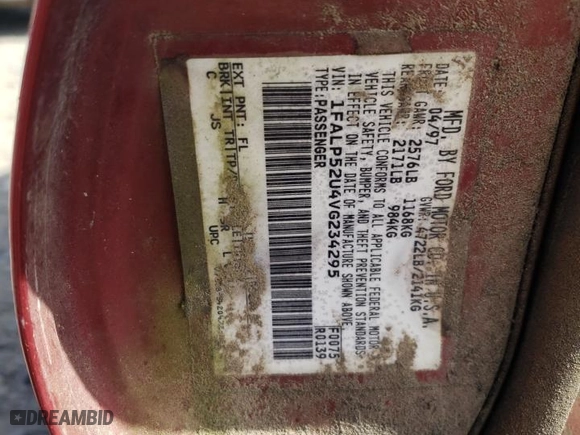 MFD. BY FORD MOTOR CO. IN U.S.A.
DATE: 04/97 GVWR: 4722LB/2141KG
FRONT GAWR: 2576LB 1168KG
REAR GAWR: 2171LB 984KG
THIS VEHICLE CONFORMS TO ALL APPLICABLE FEDERAL MOTOR
VEHICLE SAFETY, BUMPER, AND THEFT PREVENTION STANDARDS
IN EFFECT ON THE DATE OF MANUFACTURE SHOWN ABOVE.
VIN: 1FALP52U4VG234295 F0075
TYPE: PASSENGER R0139
EXT PNT: FL
BRK INT TR TP/
C JS
UPC
DREAMBID